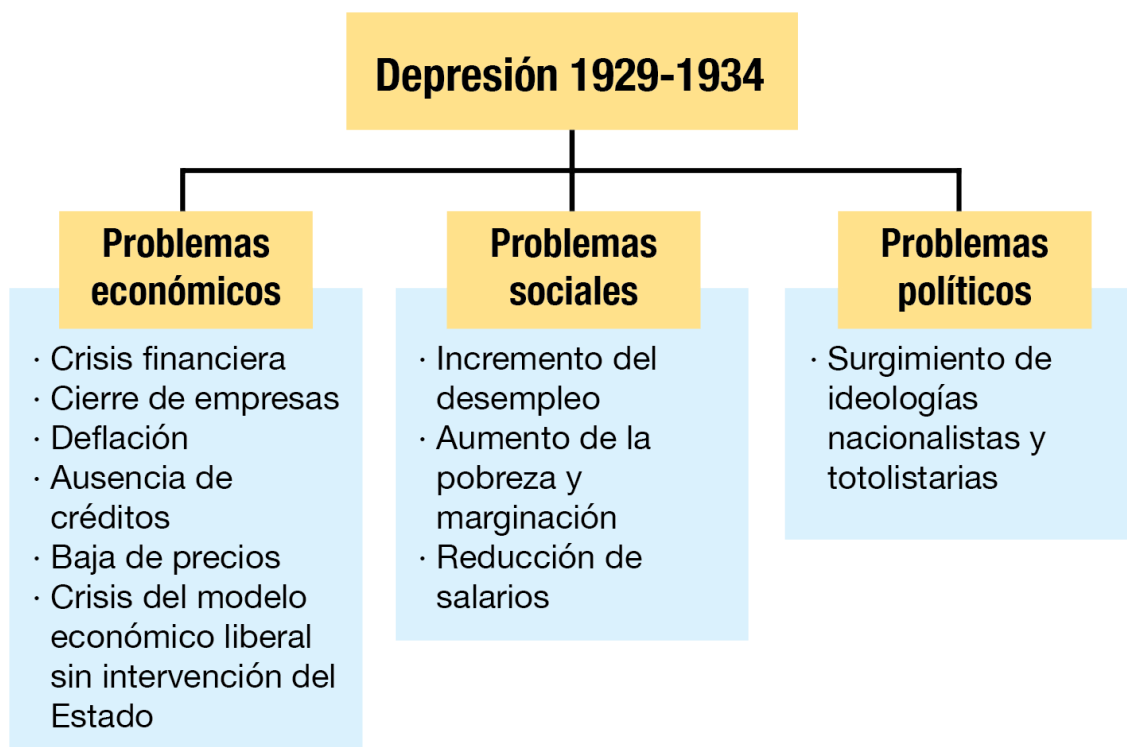 Depresión 1929-1934
Problemas
económicos
· Crisis financiera
· Cierre de empresas
· Deflación
· Ausencia de
créditos
· Baja de precios
· Crisis del modelo
económico liberal
sin intervención del
Estado
Problemas
sociales
· Incremento del
desempleo
· Aumento de la
pobreza y
marginación
· Reducción de
salarios
Problemas
políticos
· Surgimiento de
ideologías
nacionalistas y
totolistarias